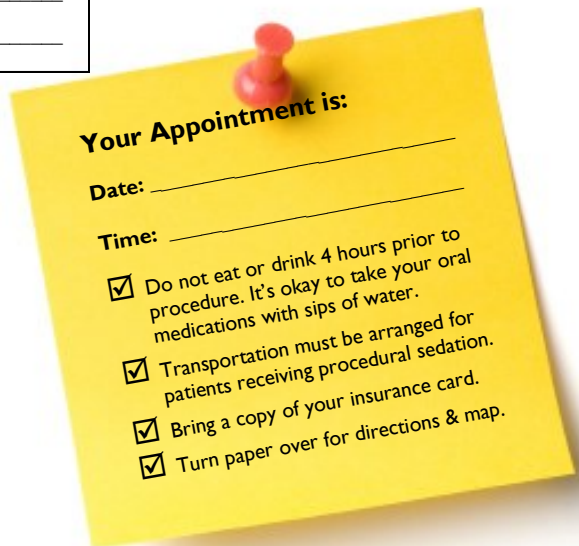 Your Appointment is:
Date: ____________________
Time: ____________________
☑ Do not eat or drink 4 hours prior to
procedure. It's okay to take your oral
medications with sips of water.
☑ Transportation must be arranged for
patients receiving procedural sedation.
☑ Bring a copy of your insurance card.
☑ Turn paper over for directions & map.